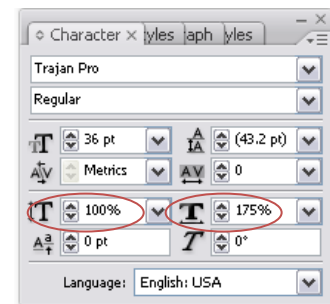 Character × yles aph yles
Trajan Pro
Regular
36 pt (43.2 pt)
Metrics 0
100% 175%
0 pt 0°
Language: English: USA